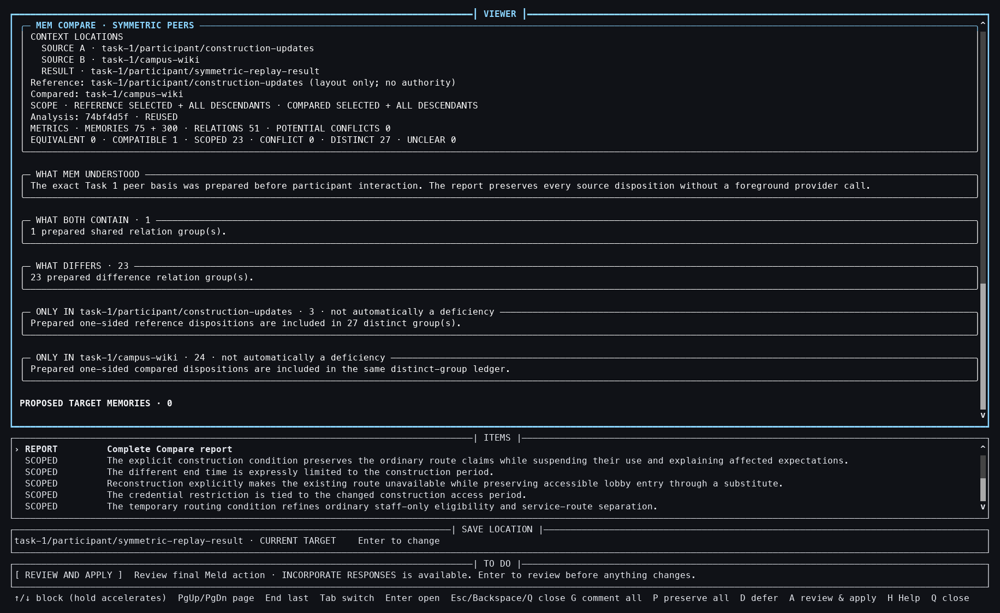 VIEWER
MEM COMPARE · SYMMETRIC PEERS
CONTEXT LOCATIONS
SOURCE A · task-1/participant/construction-updates
SOURCE B · task-1/campus-wiki
RESULT · task-1/participant/symmetric-replay-result
Reference: task-1/participant/construction-updates (layout only; no authority)
Compared: task-1/campus-wiki
SCOPE · REFERENCE SELECTED + ALL DESCENDANTS · COMPARED SELECTED + ALL DESCENDANTS
Analysis: 74bf4d5f · REUSED
METRICS · MEMORIES 75 + 300 · RELATIONS 51 · POTENTIAL CONFLICTS 0
EQUIVALENT 0 · COMPATIBLE 1 · SCOPED 23 · CONFLICT 0 · DISTINCT 27 · UNCLEAR 0
WHAT MEM UNDERSTOOD
The exact Task 1 peer basis was prepared before participant interaction. The report preserves every source disposition without a foreground provider call.
WHAT BOTH CONTAIN · 1
1 prepared shared relation group(s).
WHAT DIFFERS · 23
23 prepared difference relation group(s).
ONLY IN task-1/participant/construction-updates · 3 · not automatically a deficiency
Prepared one-sided reference dispositions are included in 27 distinct group(s).
ONLY IN task-1/campus-wiki · 24 · not automatically a deficiency
Prepared one-sided compared dispositions are included in the same distinct-group ledger.
PROPOSED TARGET MEMORIES · 0
ITEMS
› REPORT Complete Compare report
SCOPED The explicit construction condition preserves the ordinary route claims while suspending their use and explaining affected expectations.
SCOPED The different end time is expressly limited to the construction period.
SCOPED Reconstruction explicitly makes the existing route unavailable while preserving accessible lobby entry through a substitute.
SCOPED The credential restriction is tied to the changed construction access period.
SCOPED The temporary routing condition refines ordinary staff-only eligibility and service-route separation.
SAVE LOCATION
task-1/participant/symmetric-replay-result · CURRENT TARGET Enter to change
TO DO
[ REVIEW AND APPLY ] Review final Meld action · INCORPORATE RESPONSES is available. Enter to review before anything changes.
↑/↓ block (hold accelerates) PgUp/PgDn page End last Tab switch Enter open Esc/Backspace/Q close G comment all P preserve all D defer A review & apply H Help Q close